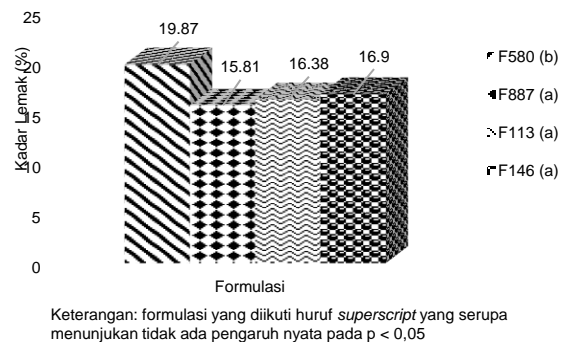 25
20
15
10
5
0
Kadar Lemak (%)
19.87
15.81
16.38
16.9
F580 (b)
F887 (a)
F113 (a)
F146 (a)
Formulasi
Keterangan: formulasi yang diikuti huruf superscript yang serupa
menunjukan tidak ada pengaruh nyata pada p < 0,05